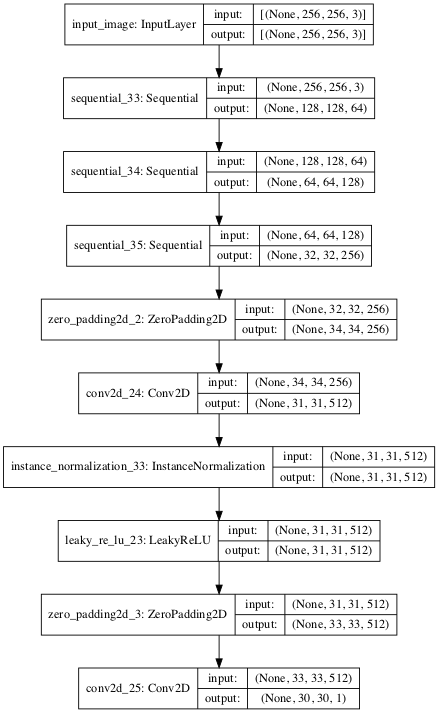 input_image: InputLayer
input: [(None, 256, 256, 3)]
output: [(None, 256, 256, 3)]
sequential_33: Sequential
input: (None, 256, 256, 3)
output: (None, 128, 128, 64)
sequential_34: Sequential
input: (None, 128, 128, 64)
output: (None, 64, 64, 128)
sequential_35: Sequential
input: (None, 64, 64, 128)
output: (None, 32, 32, 256)
zero_padding2d_2: ZeroPadding2D
input: (None, 32, 32, 256)
output: (None, 34, 34, 256)
conv2d_24: Conv2D
input: (None, 34, 34, 256)
output: (None, 31, 31, 512)
instance_normalization_33: InstanceNormalization
input: (None, 31, 31, 512)
output: (None, 31, 31, 512)
leaky_re_lu_23: LeakyReLU
input: (None, 31, 31, 512)
output: (None, 31, 31, 512)
zero_padding2d_3: ZeroPadding2D
input: (None, 31, 31, 512)
output: (None, 33, 33, 512)
conv2d_25: Conv2D
input: (None, 33, 33, 512)
output: (None, 30, 30, 1)